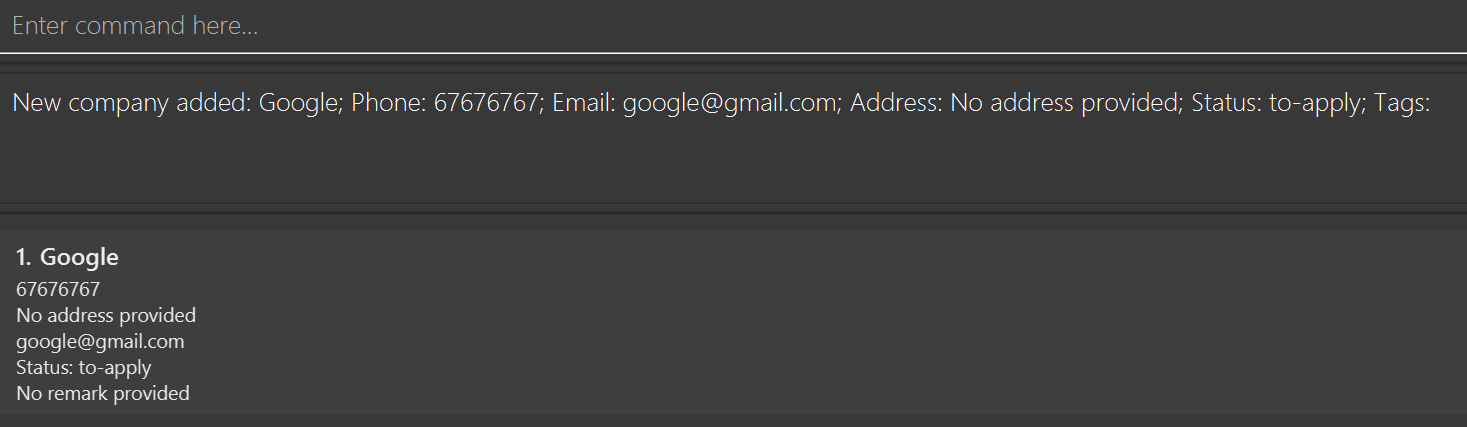 Enter command here...
New company added: Google; Phone: 67676767; Email: google@gmail.com; Address: No address provided; Status: to-apply; Tags:
1. Google
67676767
No address provided
google@gmail.com
Status: to-apply
No remark provided